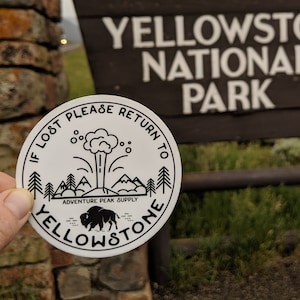 YELLOWSTO
NATIONAL
PARK
IF LOST PLEASE RETURN TO
ADVENTURE PEAK SUPPLY
YELLOWSTONE